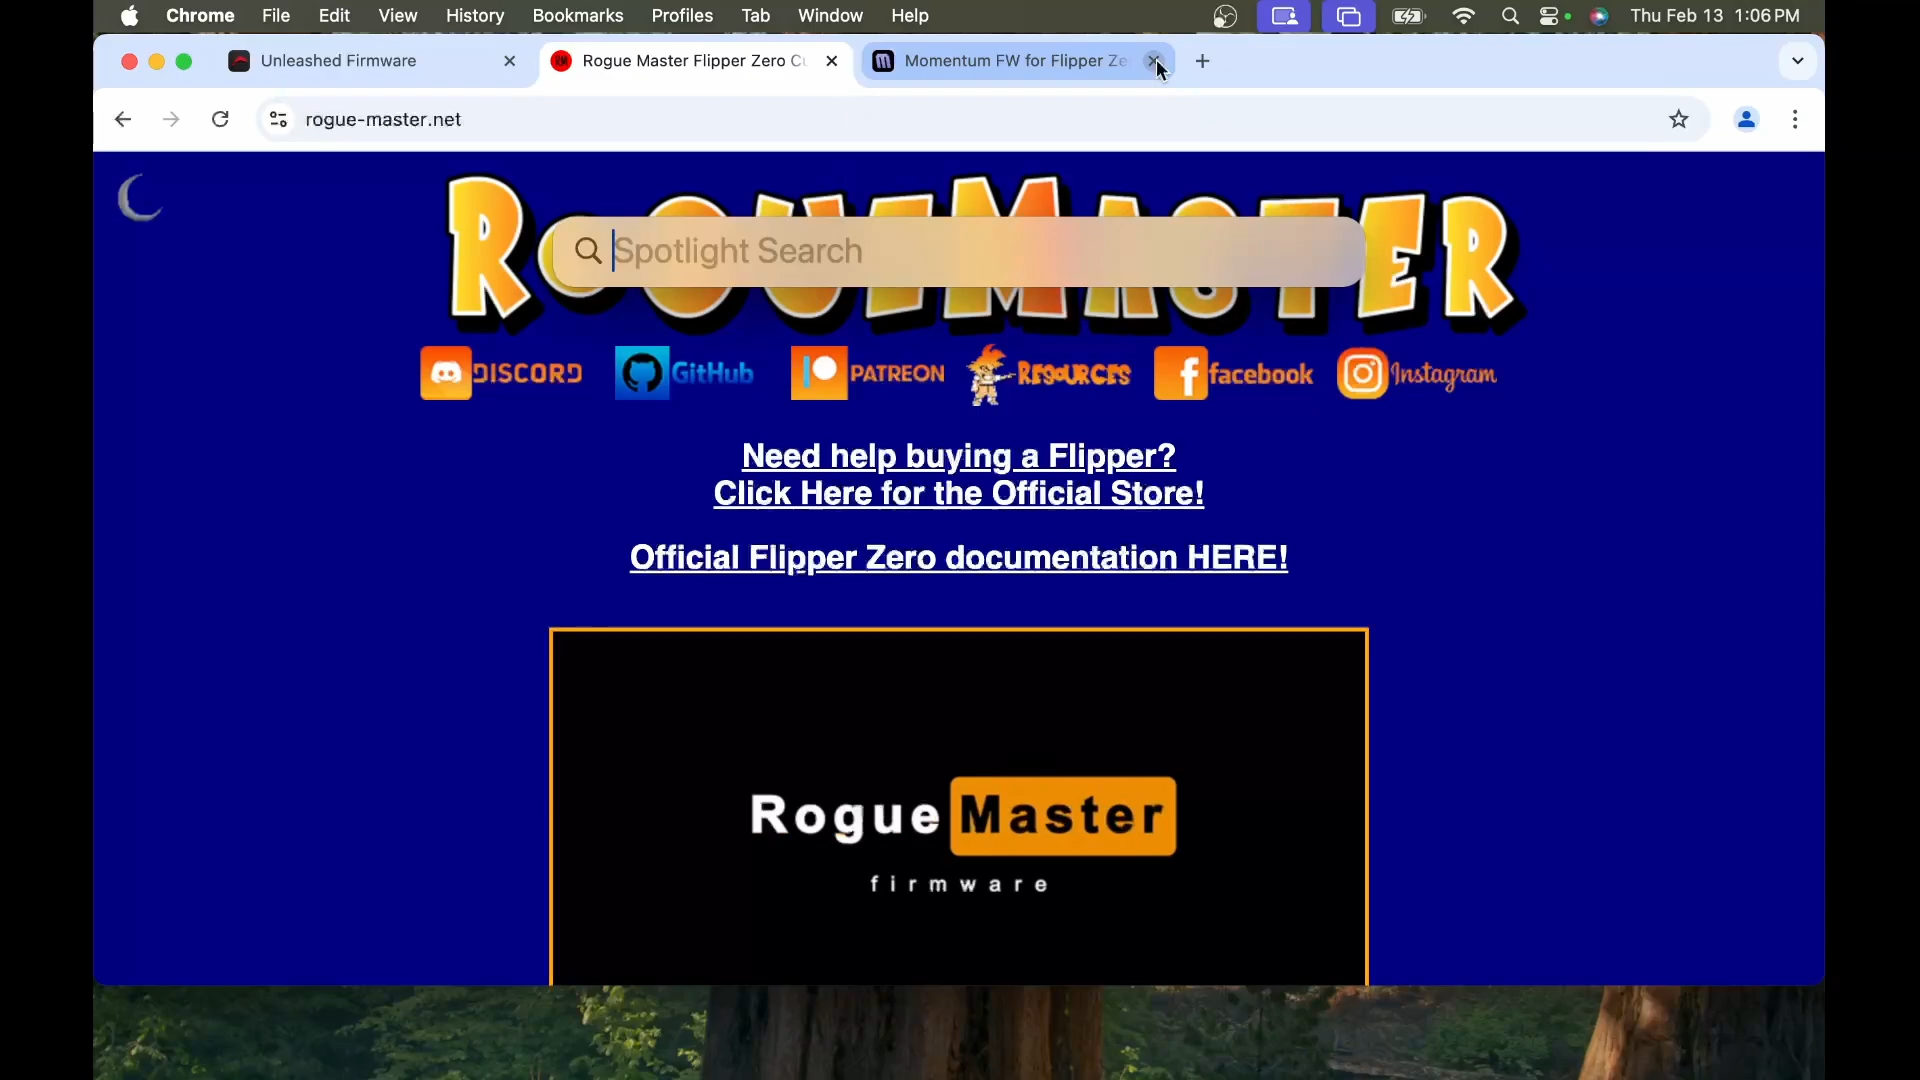 Chrome File Edit View History Bookmarks Profiles Tab Window Help Thu Feb 13 1:06 PM
Unleashed Firmware Rogue Master Flipper Zero Cu Momentum FW for Flipper Ze
rogue-master.net
ROGUEMASTER
Spotlight Search
DISCORD GitHub PATREON RESOURCES facebook Instagram
Need help buying a Flipper?
Click Here for the Official Store!
Official Flipper Zero documentation HERE!
Rogue Master
firmware